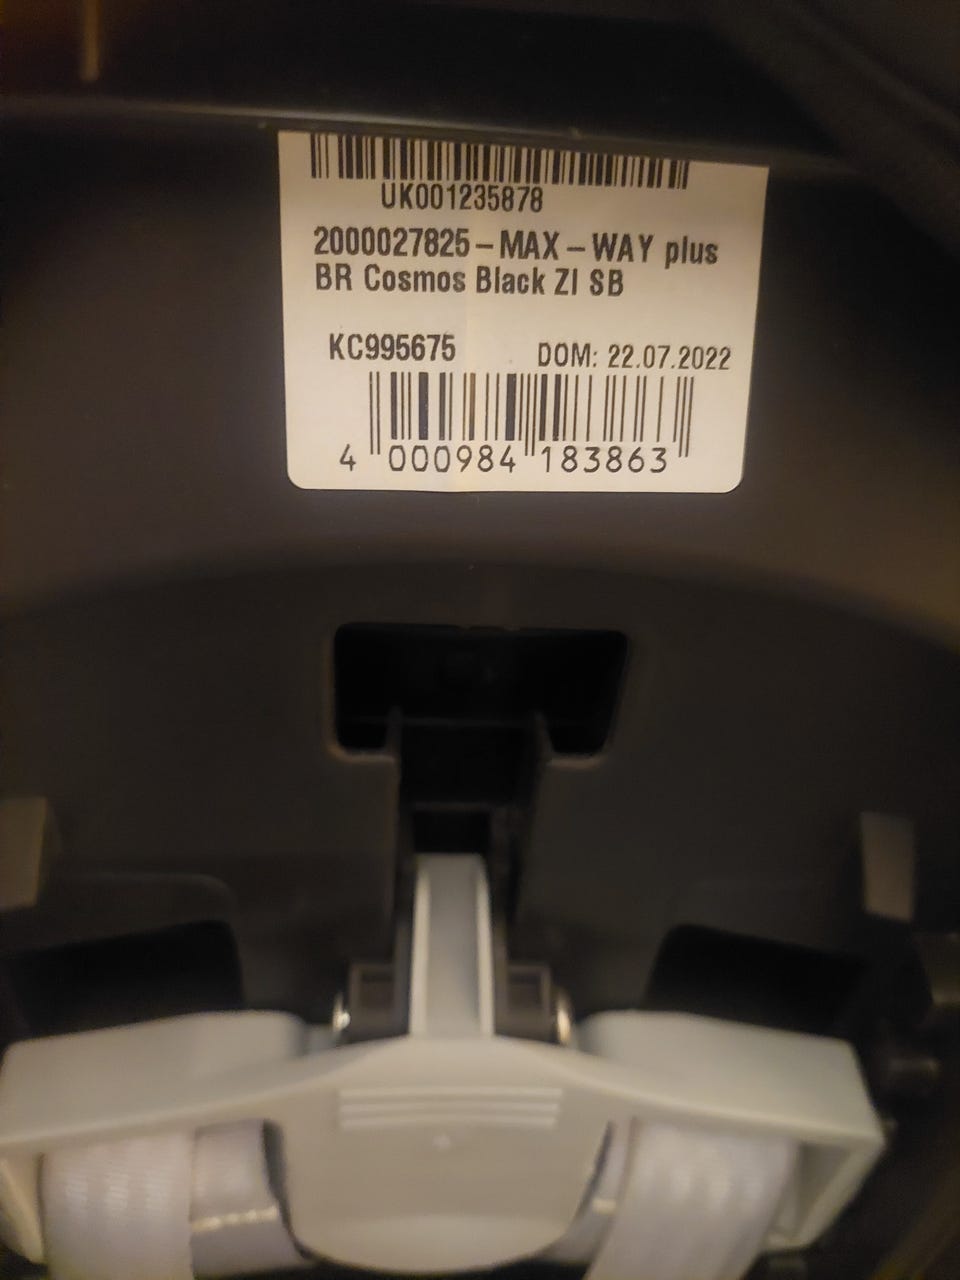 UK001235878
2000027825-MAX-WAY plus
BR Cosmos Black ZI SB
KC995675 DOM: 22.07.2022
4 000984 183863